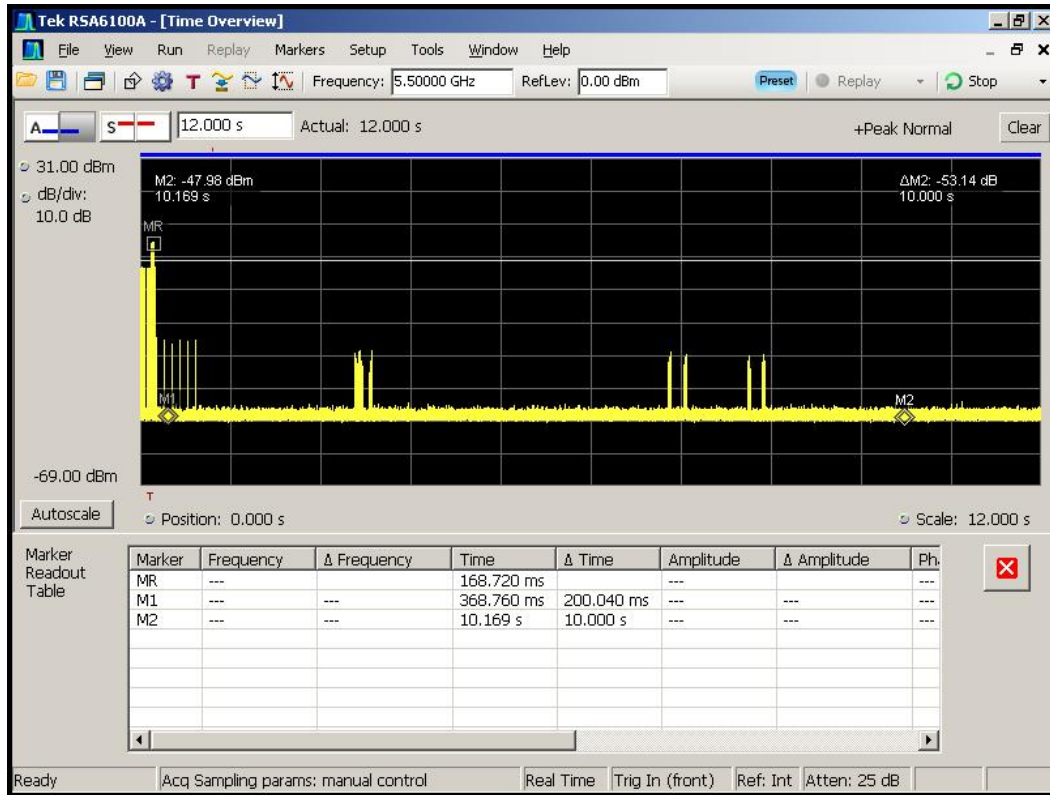 Tek RSA6100A - [Time Overview]
File View Run Replay Markers Setup Tools Window Help
T Frequency: 5.50000 GHz RefLev: 0.00 dBm Preset Replay Stop
A S 12.000 s Actual: 12.000 s +Peak Normal Clear
31.00 dBm
dB/div:
10.0 dB
M2: -47.98 dBm
10.169 s
ΔM2: -53.14 dB
10.000 s
MR
M1
M2
-69.00 dBm
T
Autoscale Position: 0.000 s Scale: 12.000 s
Marker
Readout
Table
Marker Frequency Δ Frequency Time Δ Time Amplitude Δ Amplitude Ph
MR --- 168.720 ms --- ---
M1 --- --- 368.760 ms 200.040 ms --- --- ---
M2 --- --- 10.169 s 10.000 s --- --- ---
Ready Acq Sampling params: manual control Real Time Trig In (front) Ref: Int Atten: 25 dB